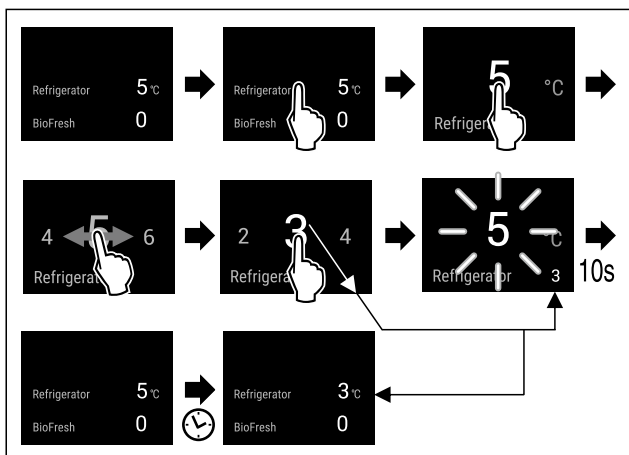 Refrigerator 5 °C
BioFresh 0
Refrigerator 5 °C
BioFresh 0
5 °C
Refriger
4 5 6
Refrigerat
2 3 4
Refrigera
5 °C
Refrigerator 3
10s
Refrigerator 5 °C
BioFresh 0
Refrigerator 3 °C
BioFresh 0